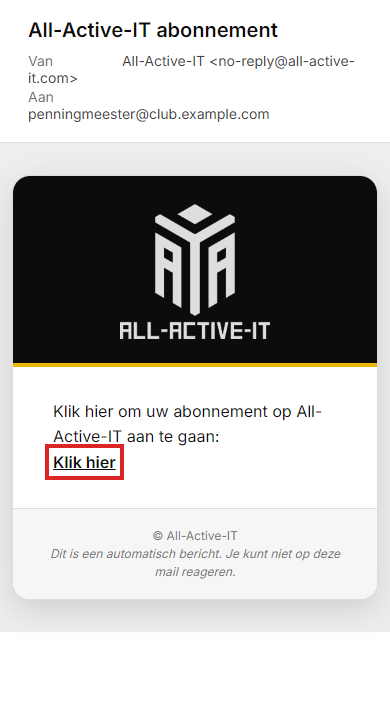 All-Active-IT abonnement
Van All-Active-IT <no-reply@all-active-
it.com>
Aan
penningmeester@club.example.com
ALL-ACTIVE-IT
Klik hier om uw abonnement op All-
Active-IT aan te gaan:
Klik hier
© All-Active-IT
Dit is een automatisch bericht. Je kunt niet op deze
mail reageren.